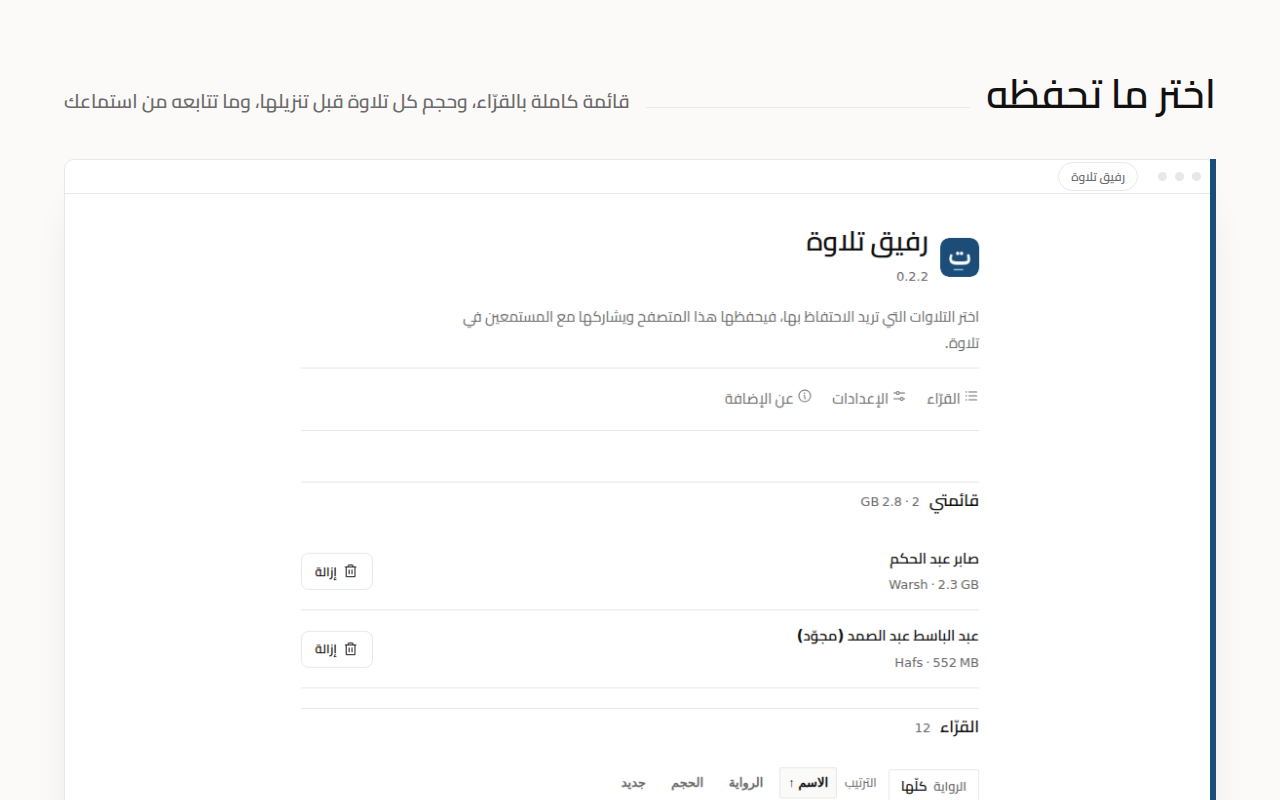 اختر ما تحفظه
قائمة كاملة بالقرّاء، وحجم كل تلاوة قبل تنزيلها، وما تتابعه من استماعك
رفيق تلاوة
ت
رفيق تلاوة
0.2.2
اختر التلاوات التي تريد الاحتفاظ بها، فيحفظها هذا المتصفح ويشاركها مع المستمعين في
تلاوة.
القرّاء الإعدادات عن الإضافة
قائمتي 2 · 2.8 GB
صابر عبد الحكم
Warsh · 2.3 GB
إزالة
عبد الباسط عبد الصمد (مجوّد)
Hafs · 552 MB
إزالة
القرّاء 12
الرواية كلّها الترتيب الاسم ↑ الرواية الحجم جديد